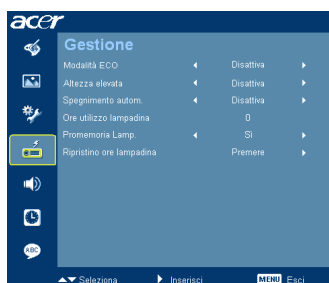 acer
Gestione
Modalità ECO Disattiva
Altezza elevata Disattiva
Spegnimento autom. Disattiva
Ore utilizzo lampadina 0
Promemoria Lamp. Sì
Ripristino ore lampadina Premere
ABC
Seleziona Inserisci MENU Esci